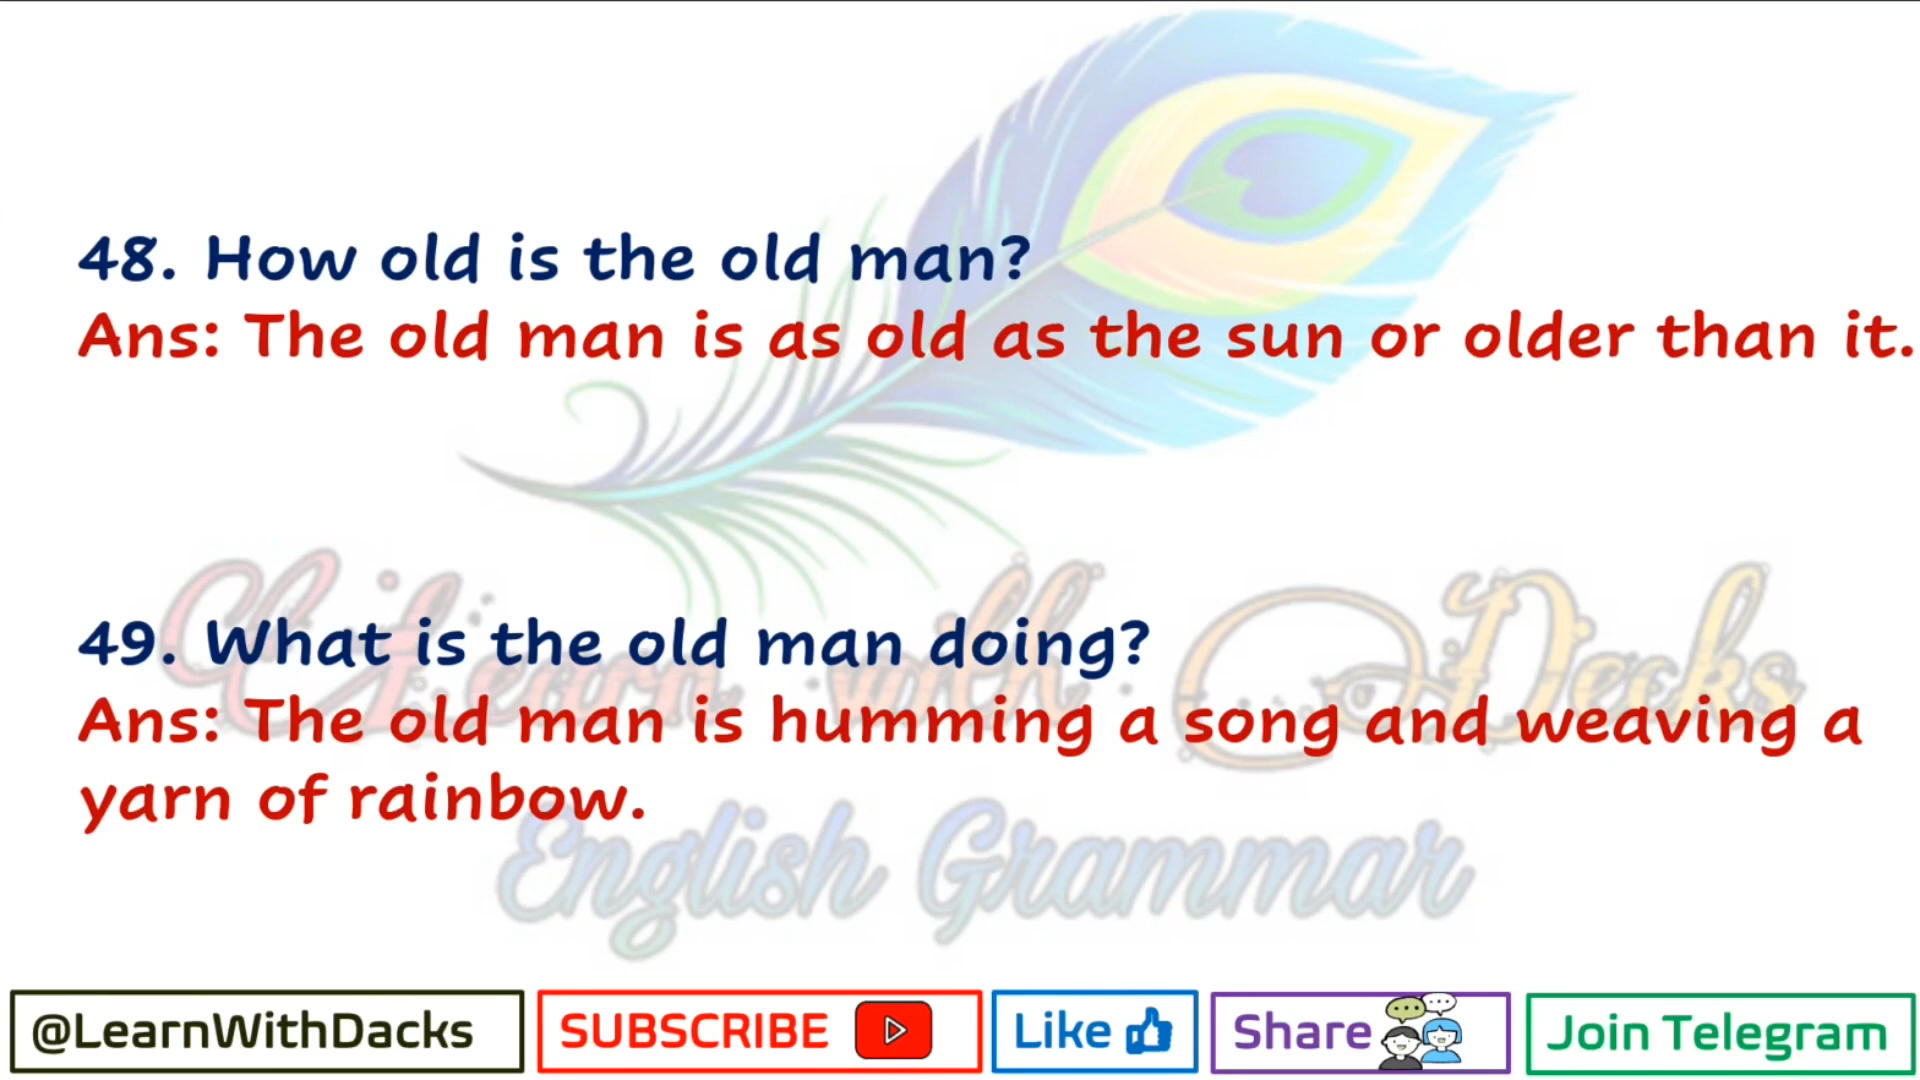 48. How old is the old man?
Ans: The old man is as old as the sun or older than it.
49. What is the old man doing?
Ans: The old man is humming a song and weaving a
yarn of rainbow.
Learn with Dacks
English Grammar
@LearnWithDacks
SUBSCRIBE
Like
Share
Join Telegram